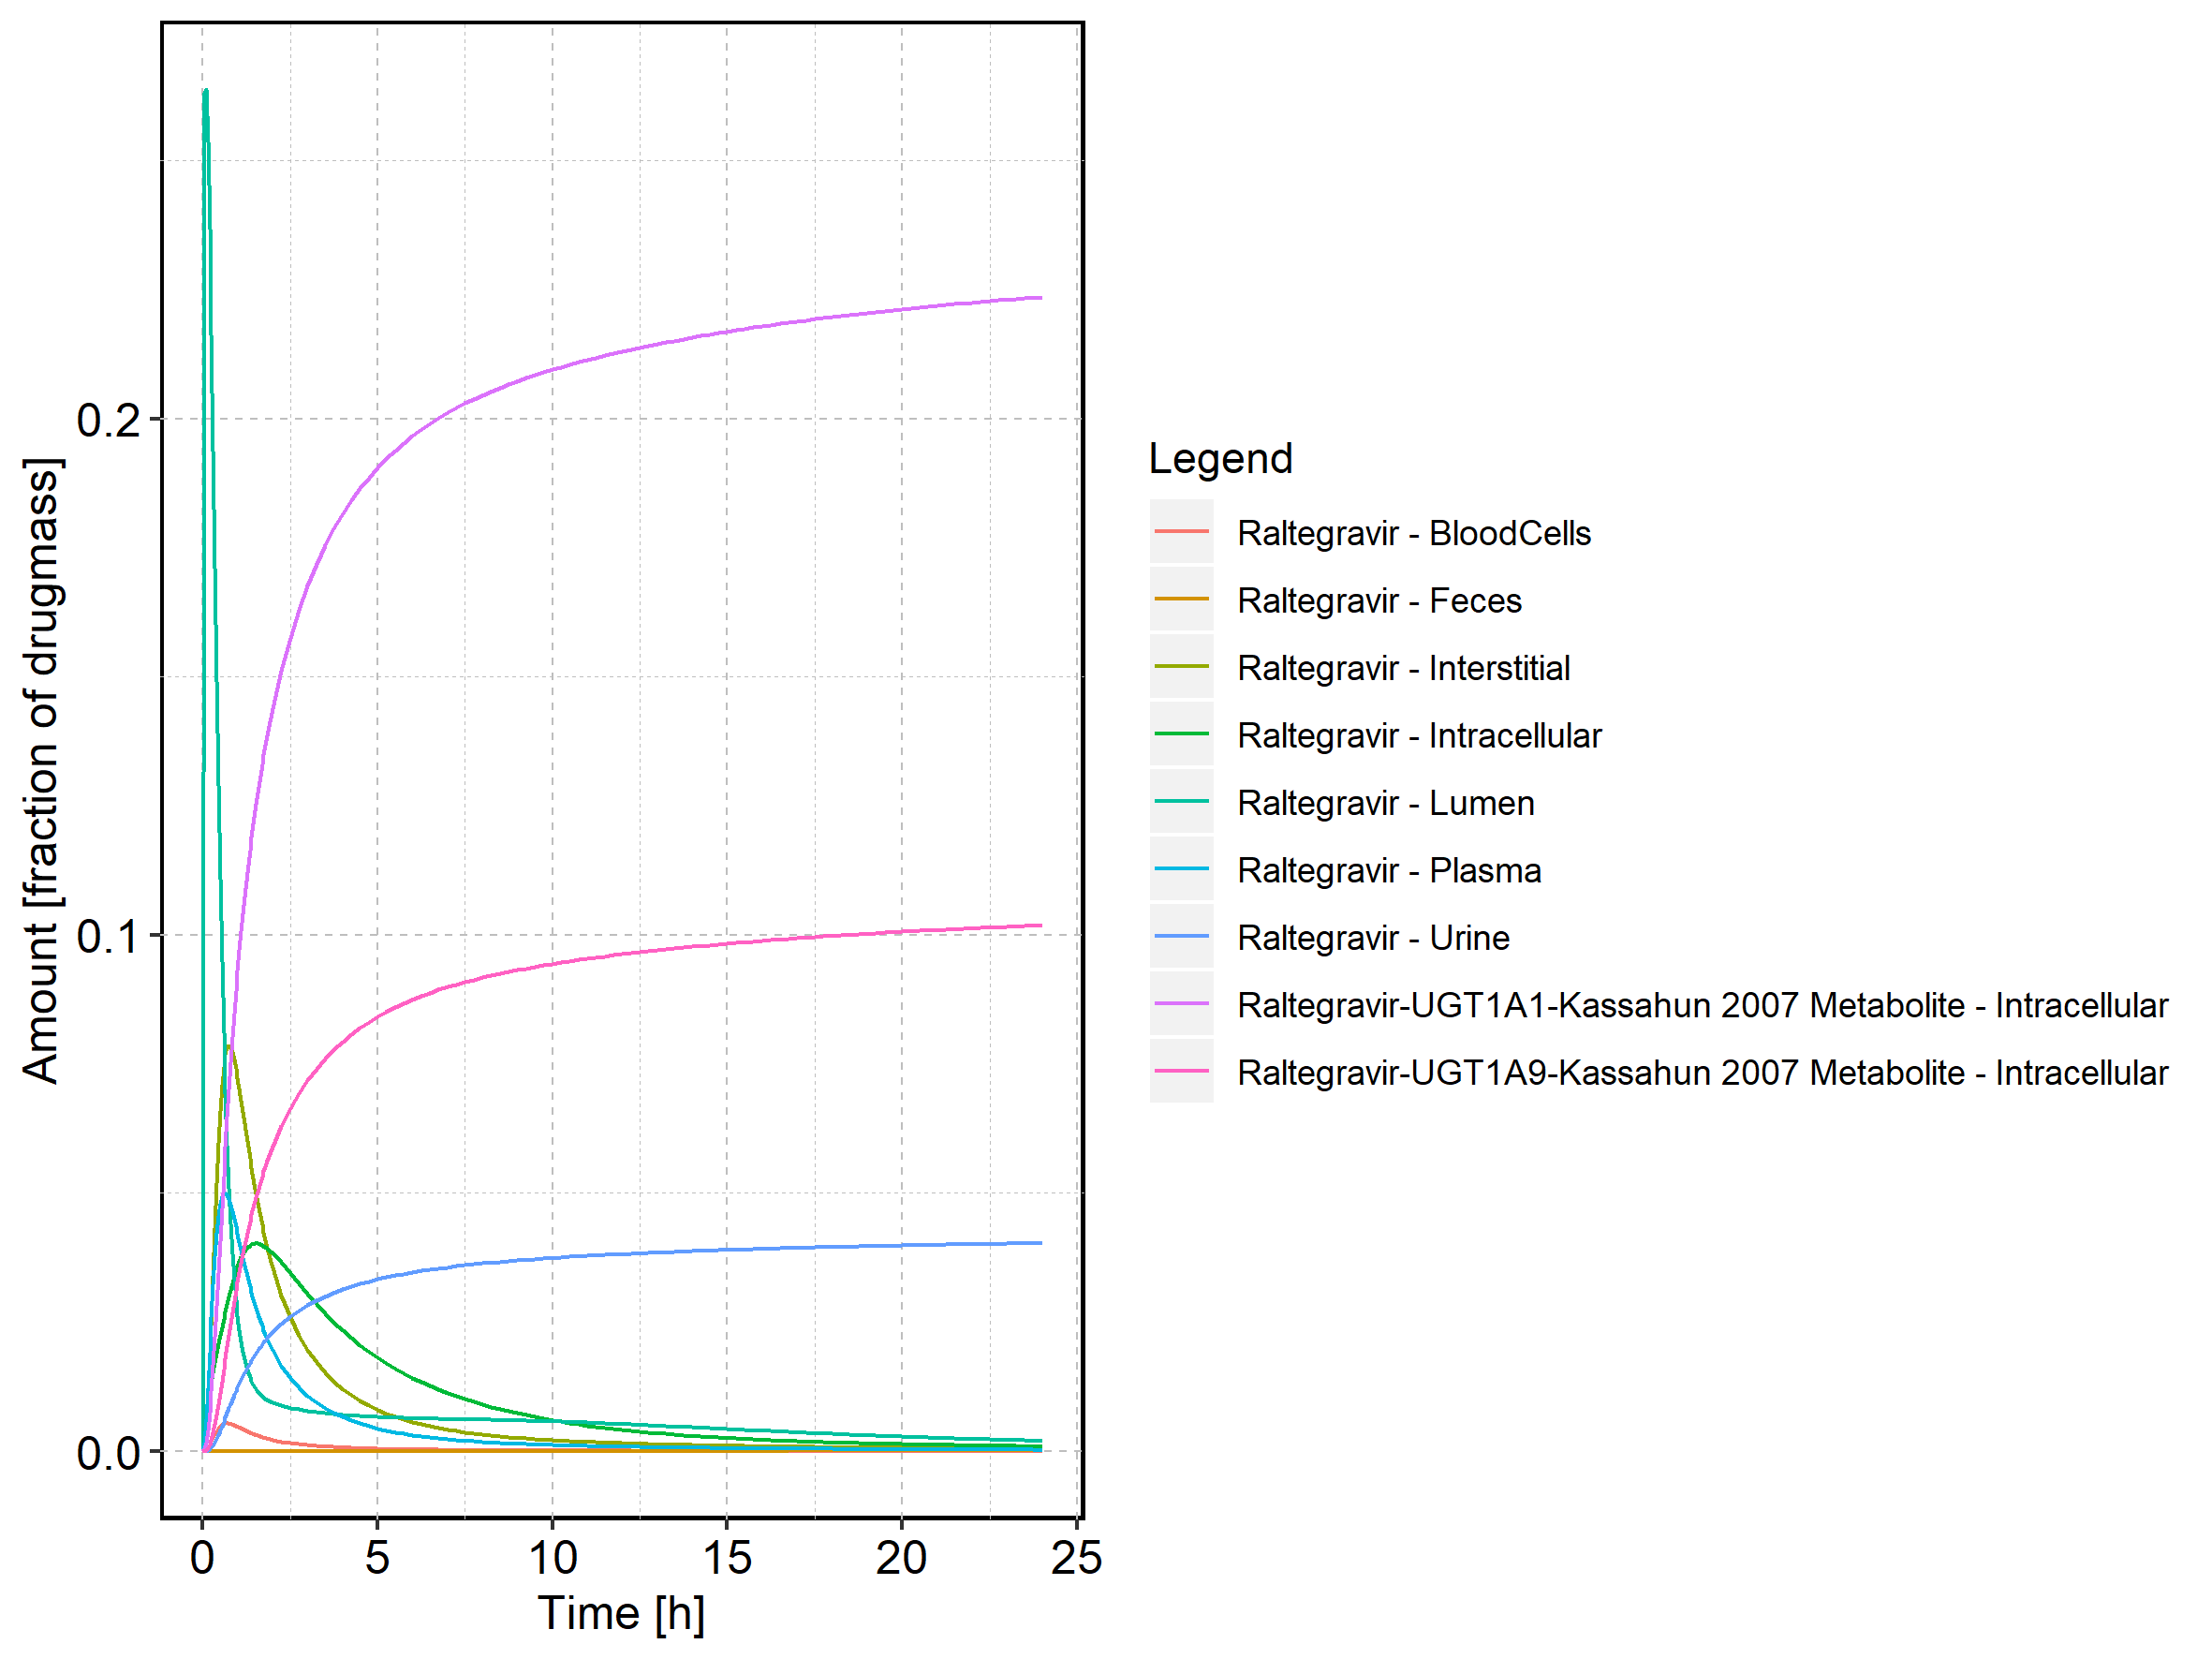 Amount [fraction of drugmass]
0.2
0.1
0.0
0 5 10 15 20 25
Time [h]
Legend
Raltegravir - BloodCells
Raltegravir - Feces
Raltegravir - Interstitial
Raltegravir - Intracellular
Raltegravir - Lumen
Raltegravir - Plasma
Raltegravir - Urine
Raltegravir-UGT1A1-Kassahun 2007 Metabolite - Intracellular
Raltegravir-UGT1A9-Kassahun 2007 Metabolite - Intracellular